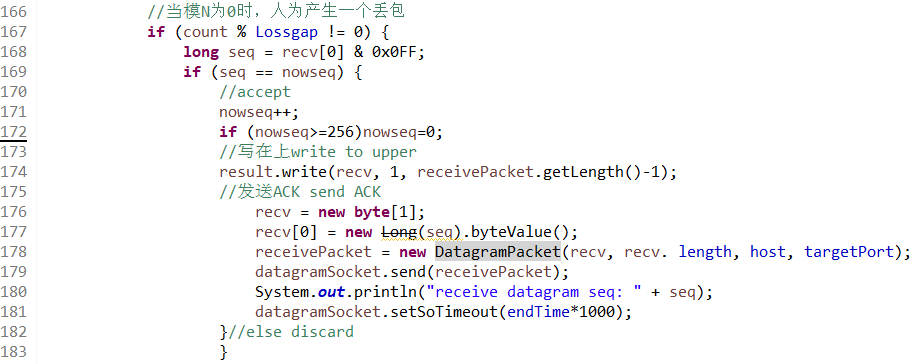 166 //当模N为0时，人为产生一个丢包
167 if (count % Lossgap != 0) {
168 long seq = recv[0] & 0x0FF;
169 if (seq == nowseq) {
170 //accept
171 nowseq++;
172 if (nowseq>=256)nowseq=0;
173 //写在上write to upper
174 result.write(recv, 1, receivePacket.getLength()-1);
175 //发送ACK send ACK
176 recv = new byte[1];
177 recv[0] = new Long(seq).byteValue();
178 receivePacket = new DatagramPacket(recv, recv. length, host, targetPort);
179 datagramSocket.send(receivePacket);
180 System.out.println("receive datagram seq: " + seq);
181 datagramSocket.setSoTimeout(endTime*1000);
182 }//else discard
183 }